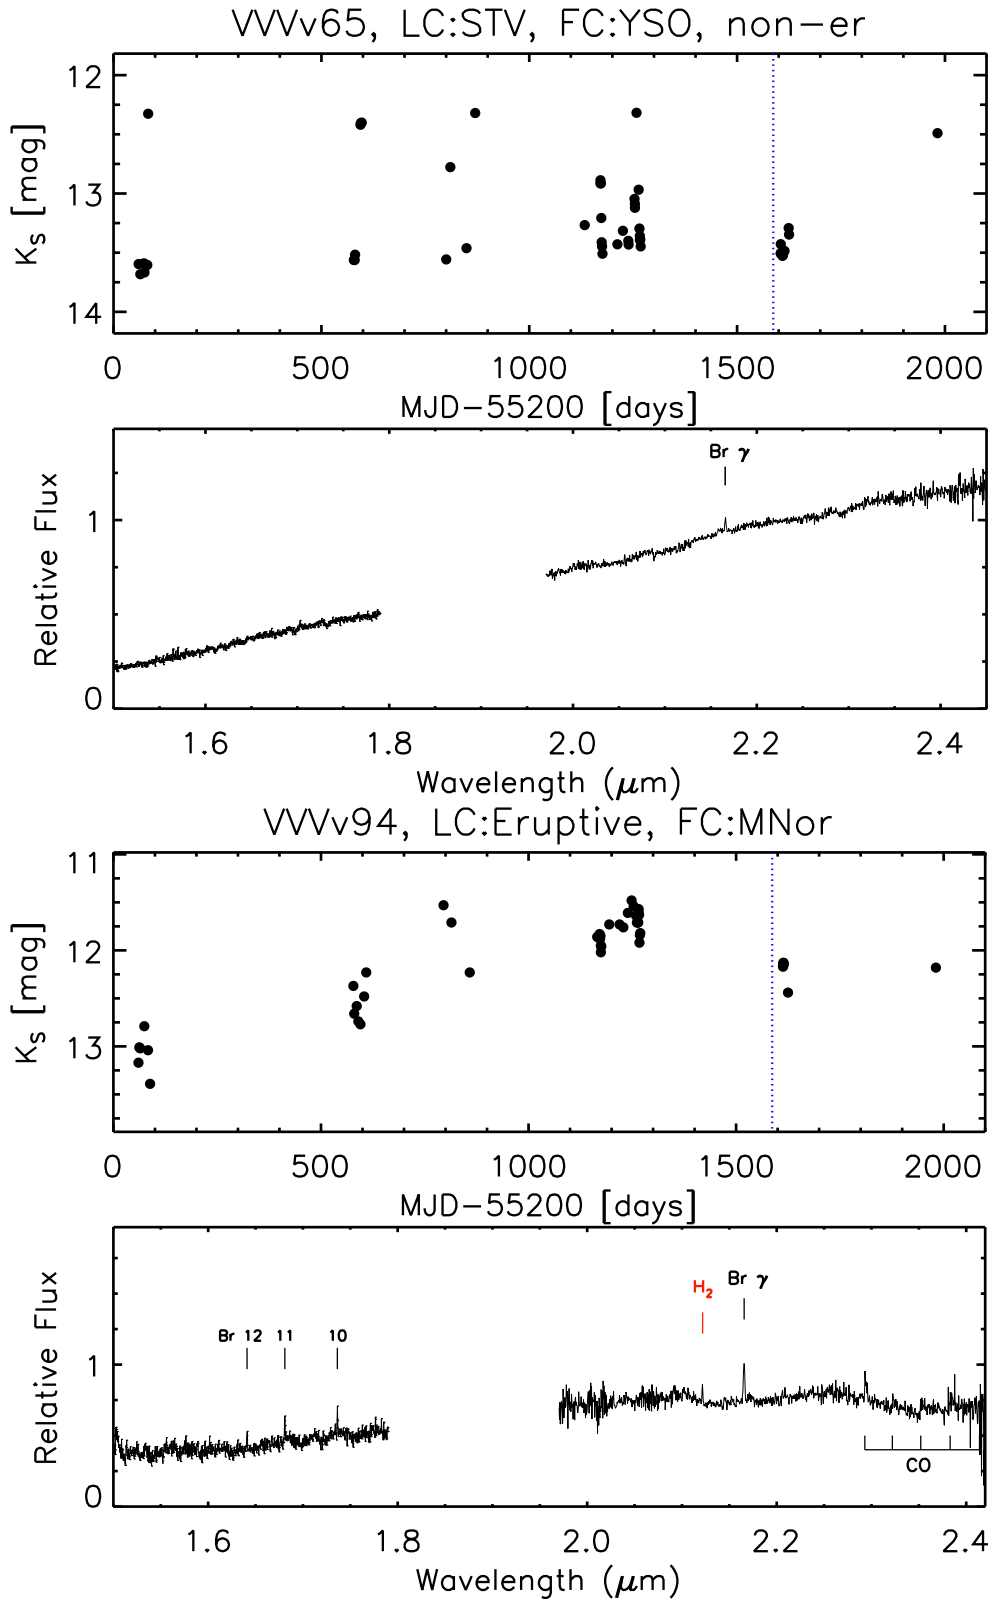 VVVv65, LC:STV, FC:YSO, non-er
12
13
14
K_S [mag]
0 500 1000 1500 2000
MJD-55200 [days]
Br γ
1
0
Relative Flux
1.6 1.8 2.0 2.2 2.4
Wavelength (μm)
VVVv94, LC:Eruptive, FC:MNor
11
12
13
K_S [mag]
0 500 1000 1500 2000
MJD-55200 [days]
H₂ Br γ
Br 12 11 10
1
0
Relative Flux
CO
1.6 1.8 2.0 2.2 2.4
Wavelength (μm)